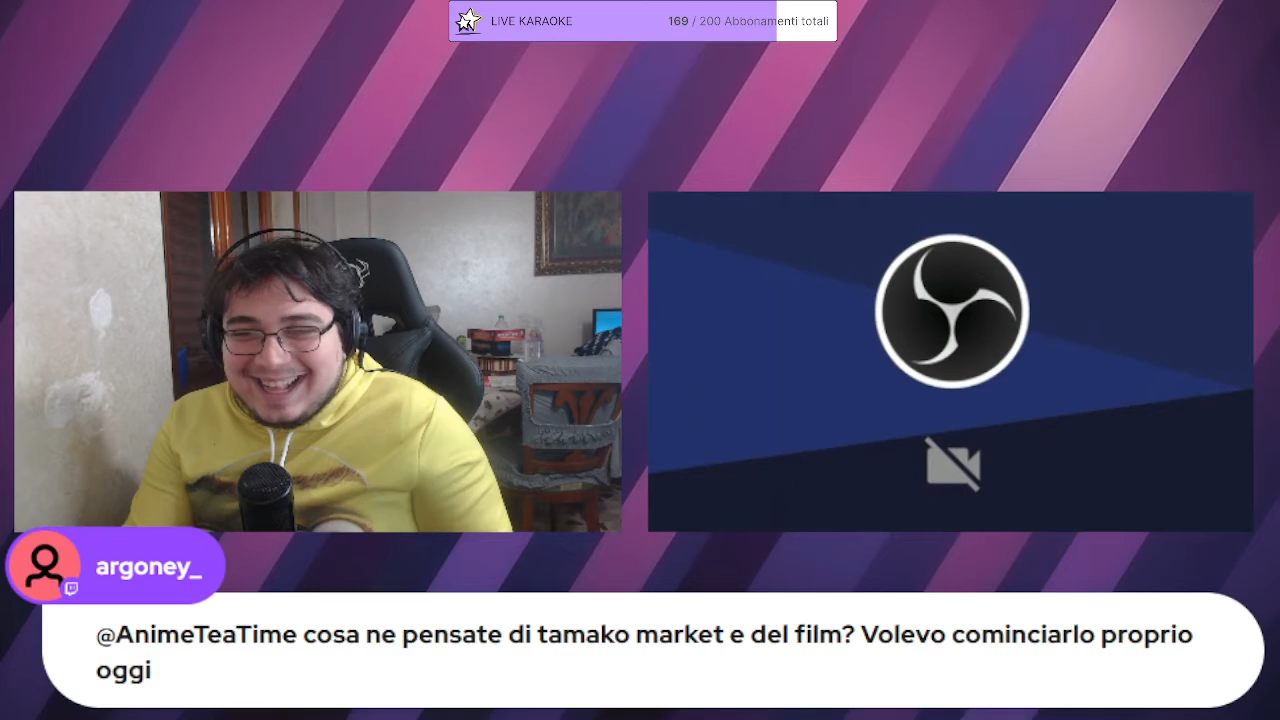 LIVE KARAOKE 169 / 200 Abbonamenti totali
argoney_
@AnimeTeaTime cosa ne pensate di tamako market e del film? Volevo cominciarlo proprio
oggi